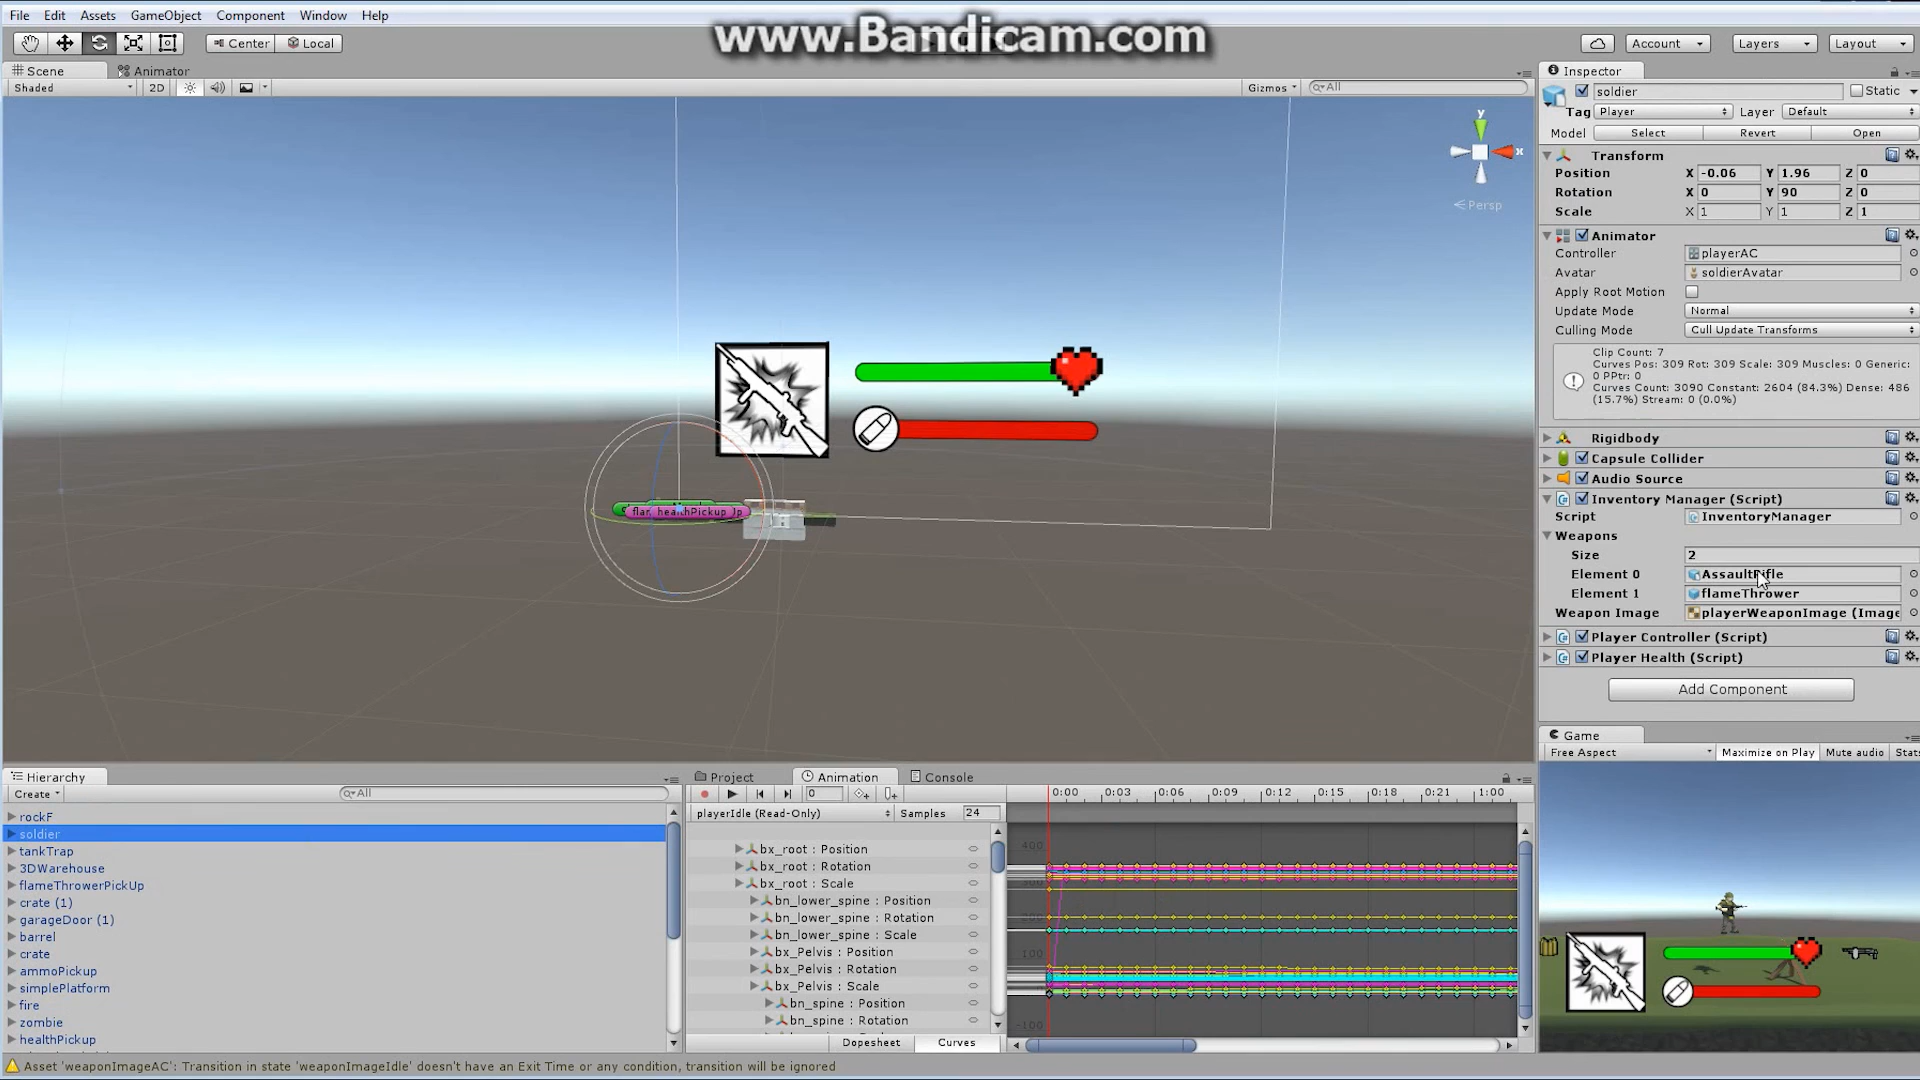 File Edit Assets GameObject Component Window Help
www.Bandicam.com
Center Local
Account Layers Layout
Scene Animator
Shaded 2D Gizmos All
y
x
Persp
healthPickup
Inspector
soldier Static
Tag Player Layer Default
Model Select Revert Open
Transform
Position X -0.06 Y 1.96 Z 0
Rotation X 0 Y 90 Z 0
Scale X 1 Y 1 Z 1
Animator
Controller playerAC
Avatar soldierAvatar
Apply Root Motion
Update Mode Normal
Culling Mode Cull Update Transforms
Clip Count: 7
Curves Pos: 309 Rot: 309 Scale: 309 Muscles: 0 Generic:
0 PPtr: 0
Curves Count: 3090 Constant: 2604 (84.3%) Dense: 486
(15.7%) Stream: 0 (0.0%)
Rigidbody
Capsule Collider
Audio Source
Inventory Manager (Script)
Script InventoryManager
Weapons
Size 2
Element 0 AssaultRifle
Element 1 flameThrower
Weapon Image playerWeaponImage (Image
Player Controller (Script)
Player Health (Script)
Add Component
Game
Free Aspect Maximize on Play Mute audio Stats
Hierarchy
Create All
rockF
soldier
tankTrap
3DWarehouse
flameThrowerPickUp
crate (1)
garageDoor (1)
barrel
crate
ammoPickup
simplePlatform
fire
zombie
healthPickup
Project Animation Console
0 0:00 0:03 0:06 0:09 0:12 0:15 0:18 0:21 1:00
playerIdle (Read-Only) Samples 24
bx_root : Position
bx_root : Rotation
bx_root : Scale
bn_lower_spine : Position
bn_lower_spine : Rotation
bn_lower_spine : Scale
bx_Pelvis : Position
bx_Pelvis : Rotation
bx_Pelvis : Scale
bn_spine : Position
bn_spine : Rotation
400
100
-100
Dopesheet Curves
Asset 'weaponImageAC': Transition in state 'weaponImageIdle' doesn't have an Exit Time or any condition, transition will be ignored